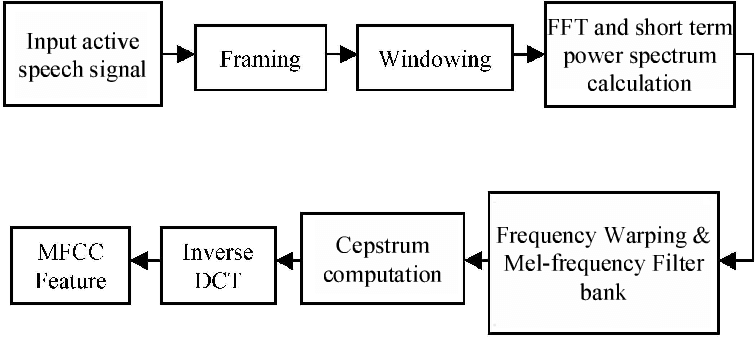 Input active
speech signal
Framing
Windowing
FFT and short term
power spectrum
calculation
Frequency Warping &
Mel-frequency Filter
bank
Cepstrum
computation
Inverse
DCT
MFCC
Feature